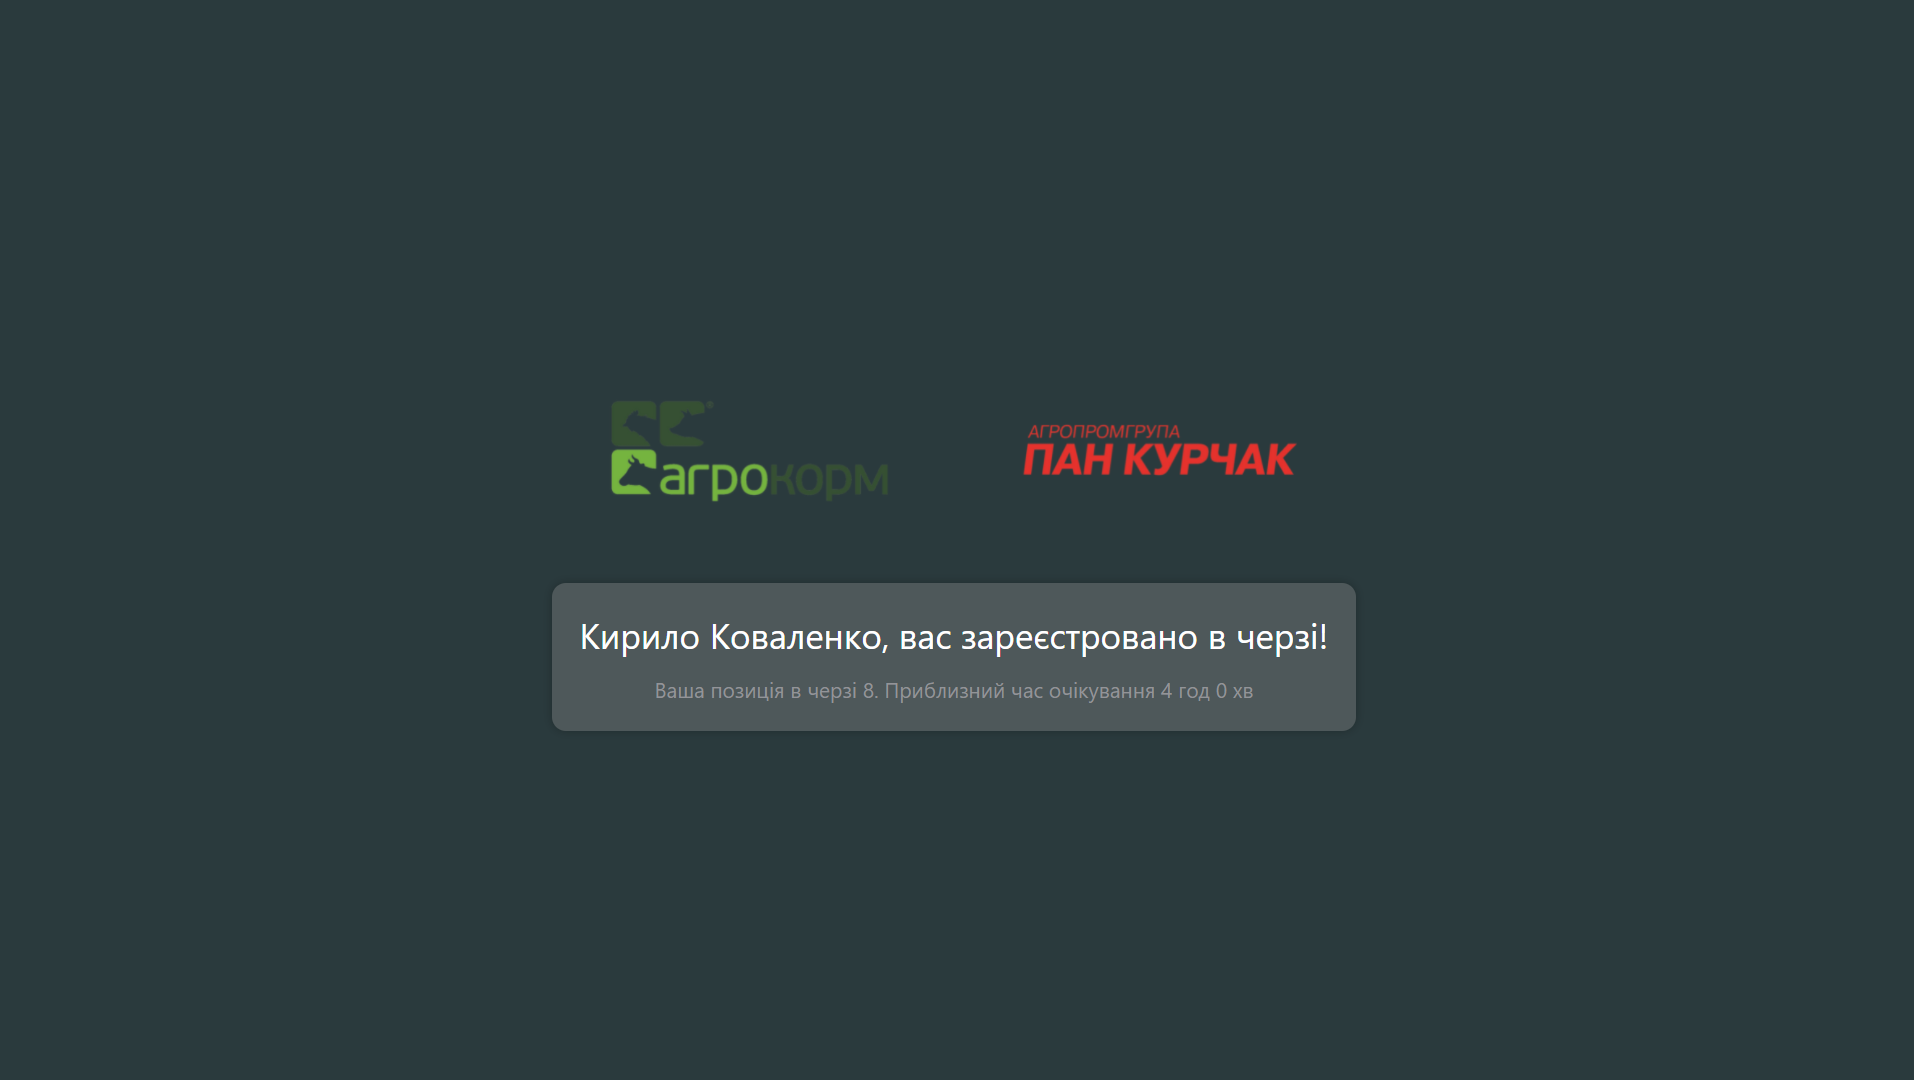 агрокорм
АГРОПРОМГРУПА
ПАН КУРЧАК
Кирило Коваленко, вас зареєстровано в черзі!
Ваша позиція в черзі 8. Приблизний час очікування 4 год 0 хв